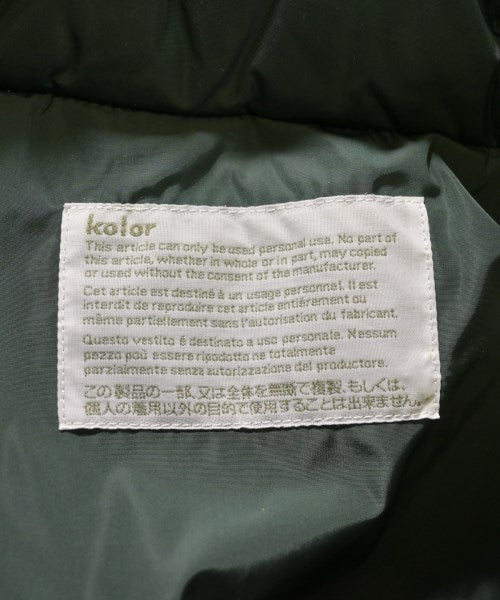 kolor
This article can only be used personal use. No part of
this article, whether in whole or in part, may copied
or used without the consent of the manufacturer.
Cet article est destiné à un usage personnel. Il est
interdit de reproduire cet article entiérement ou
même partiellement sans l'autorisation du fabricant.
Questo vestito é destinato a uso personale. Nessum
pezzo poù essere ripodotto ne totalmente
parzialmente senza autorizzazione del productore.
この製品の一部、又は全体を無断で複製、もしくは、
個人の着用以外の目的で使用することは出来ません。